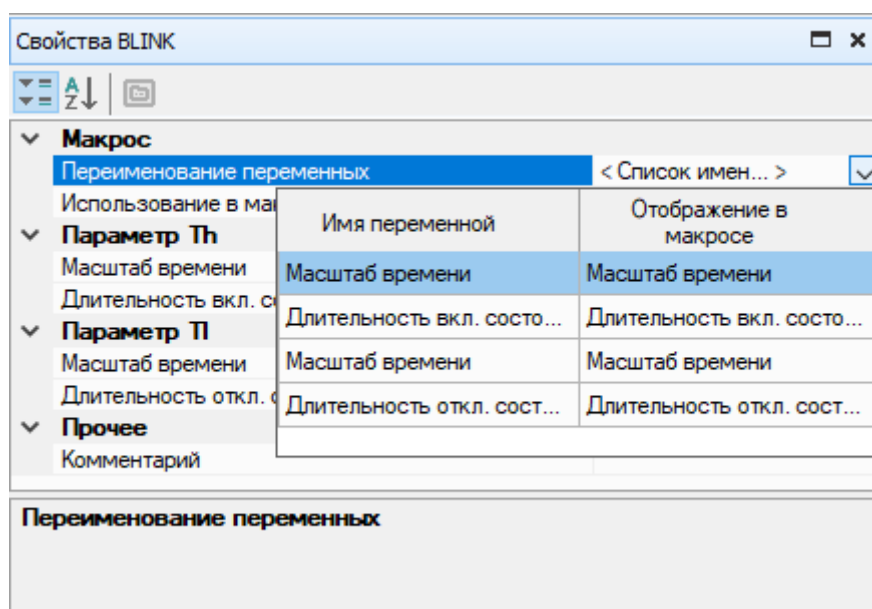 Свойства BLINK
Макрос
Переименование переменных < Список имен... >
Использование в
Имя переменной Отображение в макросе
Параметр Th
Масштаб времени Масштаб времени Масштаб времени
Длительность вкл. Длительность вкл. состо... Длительность вкл. состо...
Параметр Tl
Масштаб времени Масштаб времени Масштаб времени
Длительность откл. Длительность откл. сост... Длительность откл. сост...
Прочее
Комментарий
Переименование переменных